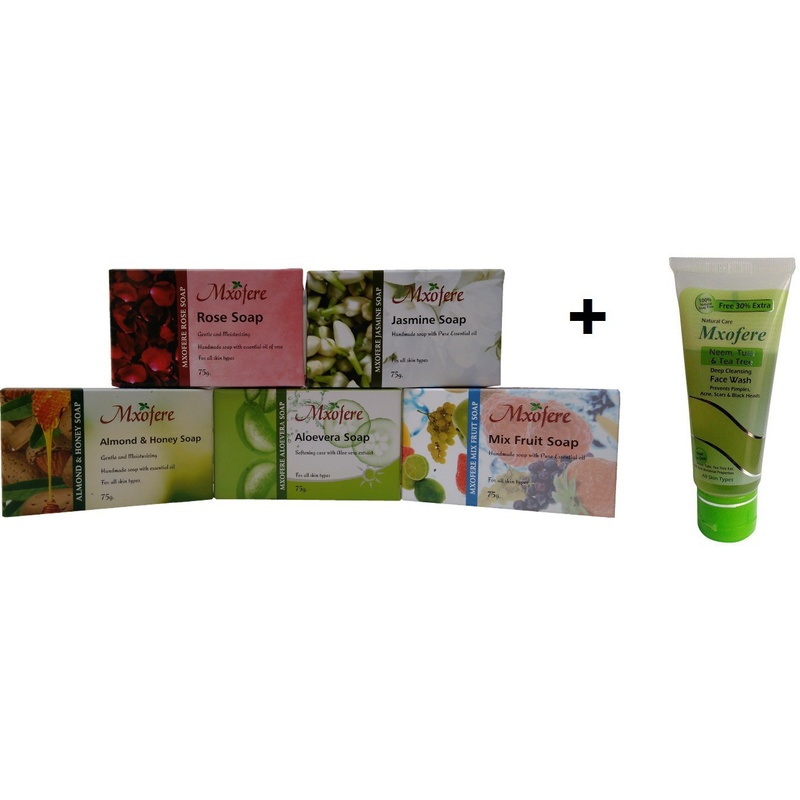 MXOFERE ROSE SOAP
Mxofere
Rose Soap
Gentle and Moisturizing
Handmade soap with essential oil of rose
For all skin types
75g.
MXOFERE JASMINE SOAP
Mxofere
Jasmine Soap
Handmade soap with Pure Essential oil
For all skin types
75g.
+
ALMOND & HONEY SOAP
Mxofere
Almond & Honey Soap
Gentle and Moisturizing
Handmade soap with essential oil
For all skin types
75g.
MXOFERE ALOEVERA SOAP
Mxofere
Aloevera Soap
Softening care with Aloe vera extract
For all skin types
75g.
MXOFERE MIX FRUIT SOAP
Mxofere
Mix Fruit Soap
Handmade soap with Pure Essential oil
For all skin types
75g.
100%
Free 30% Extra
Natural Care
Mxofere
Neem, Tulsi
& Tea Tree
Deep Cleansing
Face Wash
Prevents Pimples,
Acne, Scars & Black Heads
All Skin Types